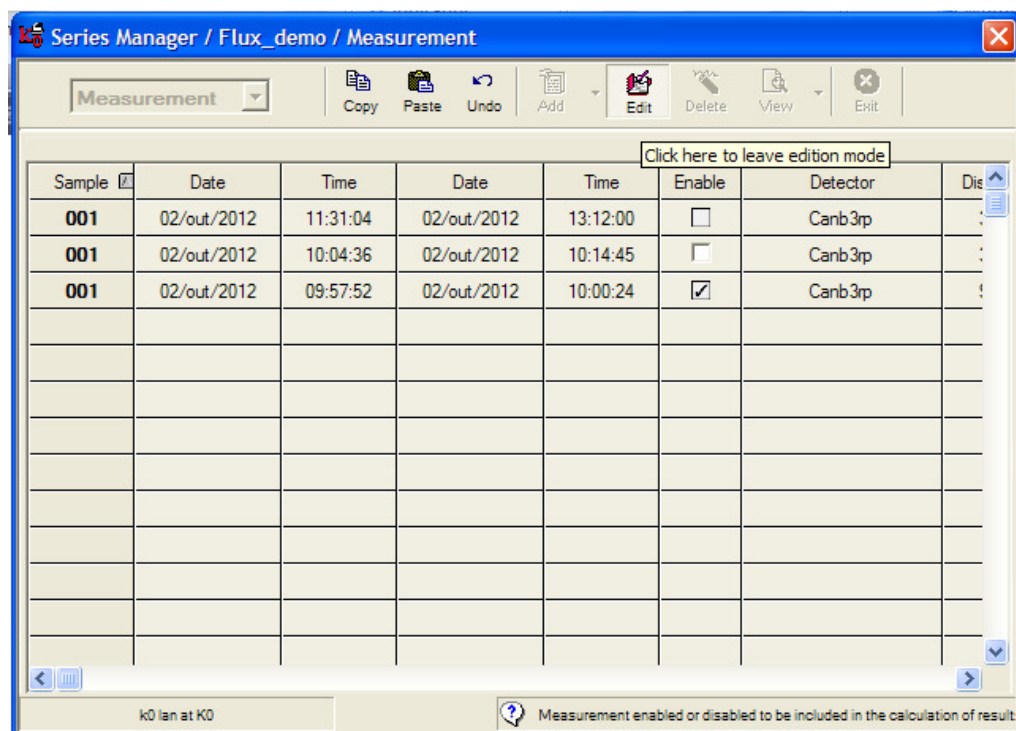 Series Manager / Flux_demo / Measurement
Measurement
Copy Paste Undo Add Edit Delete View Exit
Click here to leave edition mode
Sample Date Time Date Time Enable Detector Dis
001 02/out/2012 11:31:04 02/out/2012 13:12:00 Canb3rp
001 02/out/2012 10:04:36 02/out/2012 10:14:45 Canb3rp
001 02/out/2012 09:57:52 02/out/2012 10:00:24 Canb3rp
k0 Ian at K0 Measurement enabled or disabled to be included in the calculation of result